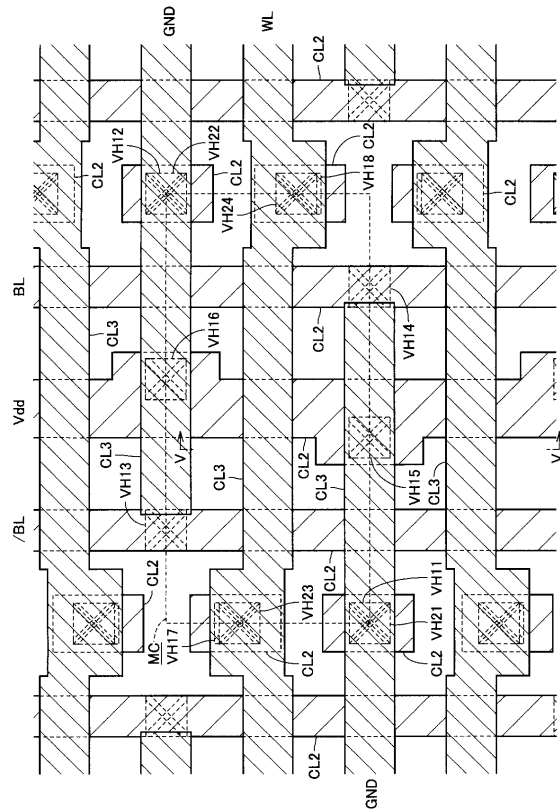 GND
WL
CL2
VH12
VH22
CL2
CL2
CL2
VH18
VH24
CL2
CL2
BL
CL3
VH16
CL2
VH14
Vdd
V
CL3
VH13
CL3
CL2
CL3
VH15
CL3
V
/BL
CL2
CL2
VH11
MC
VH17
VH23
CL2
VH21
CL2
CL2
GND